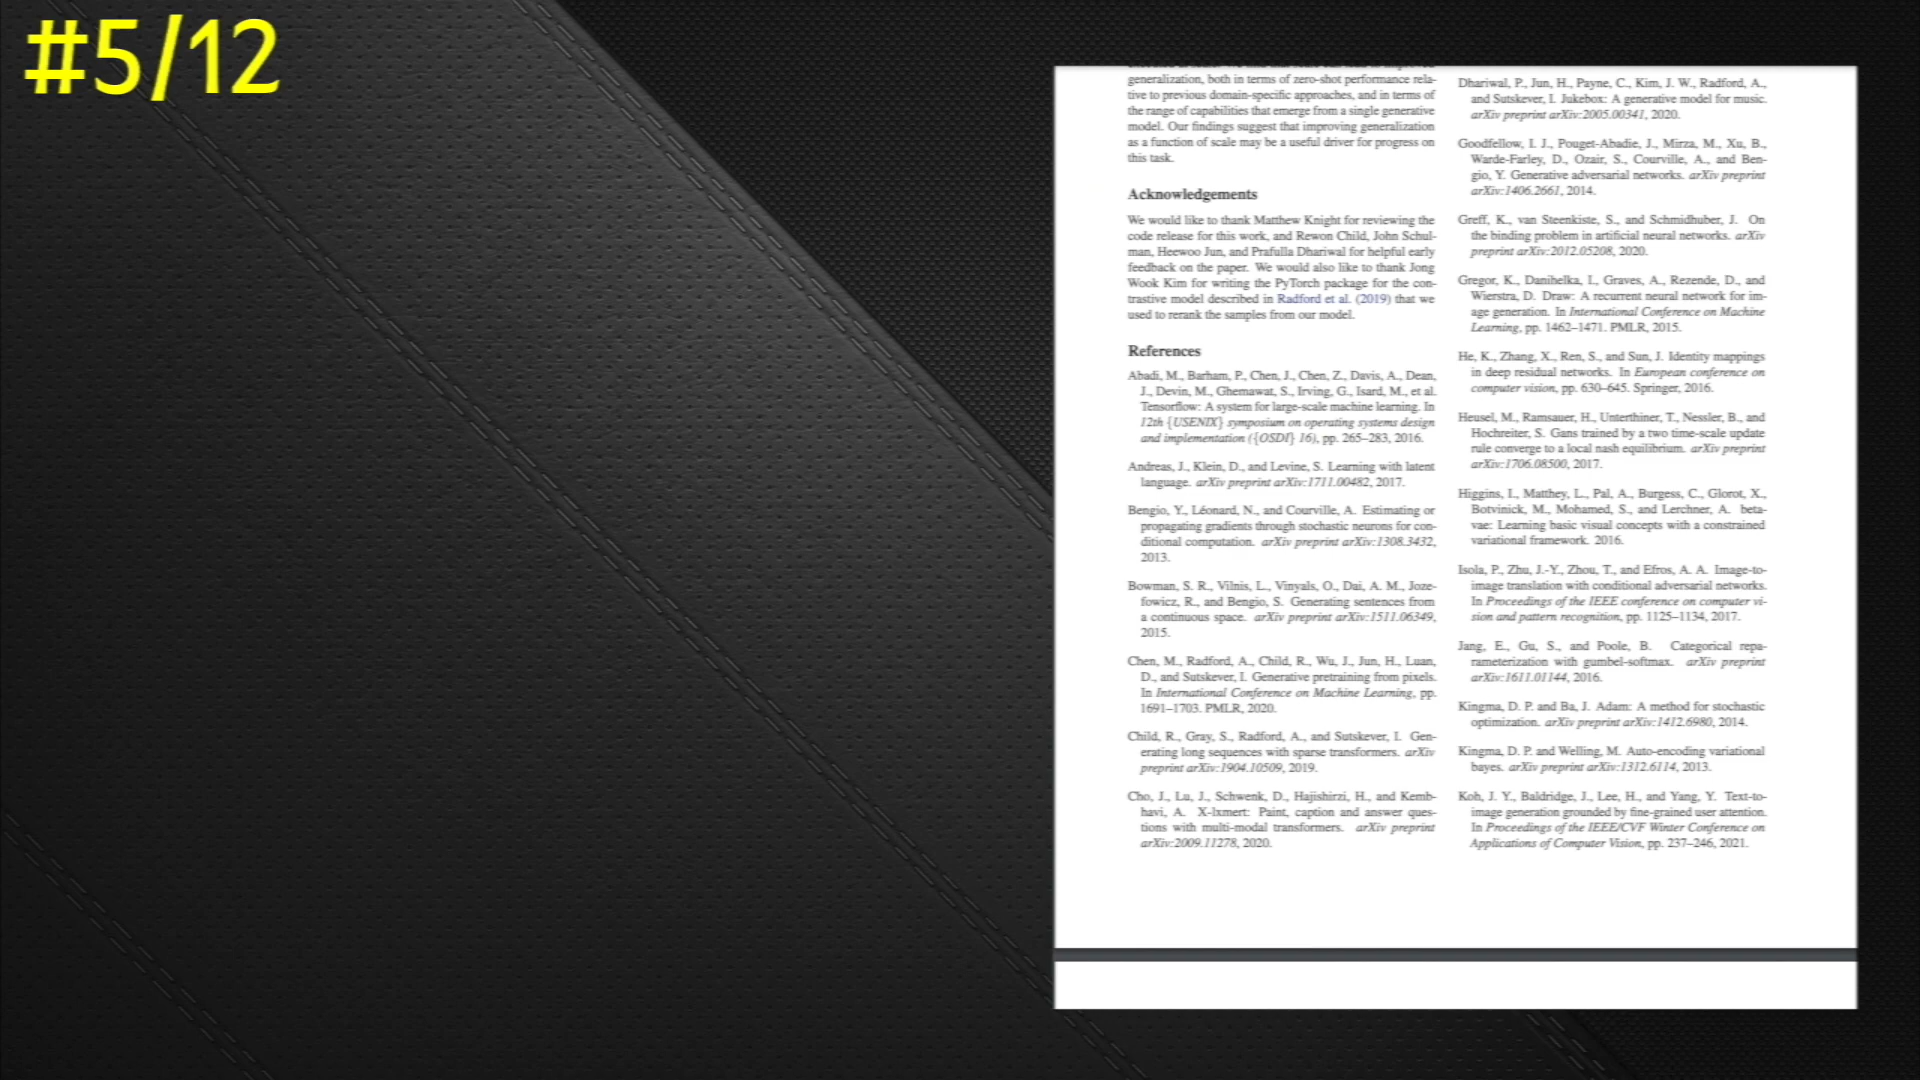 #5/12
generalization, both in terms of zero-shot performance rela-
tive to previous domain-specific approaches, and in terms of
the range of capabilities that emerge from a single generative
model. Our findings suggest that improving generalization
as a function of scale may be a useful driver for progress on
this task.
Acknowledgements
We would like to thank Matthew Knight for reviewing the
code release for this work, and Rewon Child, John Schul-
man, Heewoo Jun, and Prafulla Dhariwal for helpful early
feedback on the paper. We would also like to thank Jong
Wook Kim for writing the PyTorch package for the con-
trastive model described in Radford et al. (2019) that we
used to rerank the samples from our model.
References
Abadi, M., Barham, P., Chen, J., Chen, Z., Davis, A., Dean,
J., Devin, M., Ghemawat, S., Irving, G., Isard, M., et al.
Tensorflow: A system for large-scale machine learning. In
12th {USENIX} symposium on operating systems design
and implementation ({OSDI} 16), pp. 265–283, 2016.
Andreas, J., Klein, D., and Levine, S. Learning with latent
language. arXiv preprint arXiv:1711.00482, 2017.
Bengio, Y., Léonard, N., and Courville, A. Estimating or
propagating gradients through stochastic neurons for con-
ditional computation. arXiv preprint arXiv:1308.3432,
2013.
Bowman, S. R., Vilnis, L., Vinyals, O., Dai, A. M., Joze-
fowicz, R., and Bengio, S. Generating sentences from
a continuous space. arXiv preprint arXiv:1511.06349,
2015.
Chen, M., Radford, A., Child, R., Wu, J., Jun, H., Luan,
D., and Sutskever, I. Generative pretraining from pixels.
In International Conference on Machine Learning, pp.
1691–1703. PMLR, 2020.
Child, R., Gray, S., Radford, A., and Sutskever, I. Gen-
erating long sequences with sparse transformers. arXiv
preprint arXiv:1904.10509, 2019.
Cho, J., Lu, J., Schwenk, D., Hajishirzi, H., and Kemb-
havi, A. X-lxmert: Paint, caption and answer ques-
tions with multi-modal transformers. arXiv preprint
arXiv:2009.11278, 2020.
Dhariwal, P., Jun, H., Payne, C., Kim, J. W., Radford, A.,
and Sutskever, I. Jukebox: A generative model for music.
arXiv preprint arXiv:2005.00341, 2020.
Goodfellow, I. J., Pouget-Abadie, J., Mirza, M., Xu, B.,
Warde-Farley, D., Ozair, S., Courville, A., and Ben-
gio, Y. Generative adversarial networks. arXiv preprint
arXiv:1406.2661, 2014.
Greff, K., van Steenkiste, S., and Schmidhuber, J. On
the binding problem in artificial neural networks. arXiv
preprint arXiv:2012.05208, 2020.
Gregor, K., Danihelka, I., Graves, A., Rezende, D., and
Wierstra, D. Draw: A recurrent neural network for im-
age generation. In International Conference on Machine
Learning, pp. 1462–1471. PMLR, 2015.
He, K., Zhang, X., Ren, S., and Sun, J. Identity mappings
in deep residual networks. In European conference on
computer vision, pp. 630–645. Springer, 2016.
Heusel, M., Ramsauer, H., Unterthiner, T., Nessler, B., and
Hochreiter, S. Gans trained by a two time-scale update
rule converge to a local nash equilibrium. arXiv preprint
arXiv:1706.08500, 2017.
Higgins, I., Matthey, L., Pal, A., Burgess, C., Glorot, X.,
Botvinick, M., Mohamed, S., and Lerchner, A. beta-
vae: Learning basic visual concepts with a constrained
variational framework. 2016.
Isola, P., Zhu, J.-Y., Zhou, T., and Efros, A. A. Image-to-
image translation with conditional adversarial networks.
In Proceedings of the IEEE conference on computer vi-
sion and pattern recognition, pp. 1125–1134, 2017.
Jang, E., Gu, S., and Poole, B. Categorical repa-
rameterization with gumbel-softmax. arXiv preprint
arXiv:1611.01144, 2016.
Kingma, D. P. and Ba, J. Adam: A method for stochastic
optimization. arXiv preprint arXiv:1412.6980, 2014.
Kingma, D. P. and Welling, M. Auto-encoding variational
bayes. arXiv preprint arXiv:1312.6114, 2013.
Koh, J. Y., Baldridge, J., Lee, H., and Yang, Y. Text-to-
image generation grounded by fine-grained user attention.
In Proceedings of the IEEE/CVF Winter Conference on
Applications of Computer Vision, pp. 237–246, 2021.